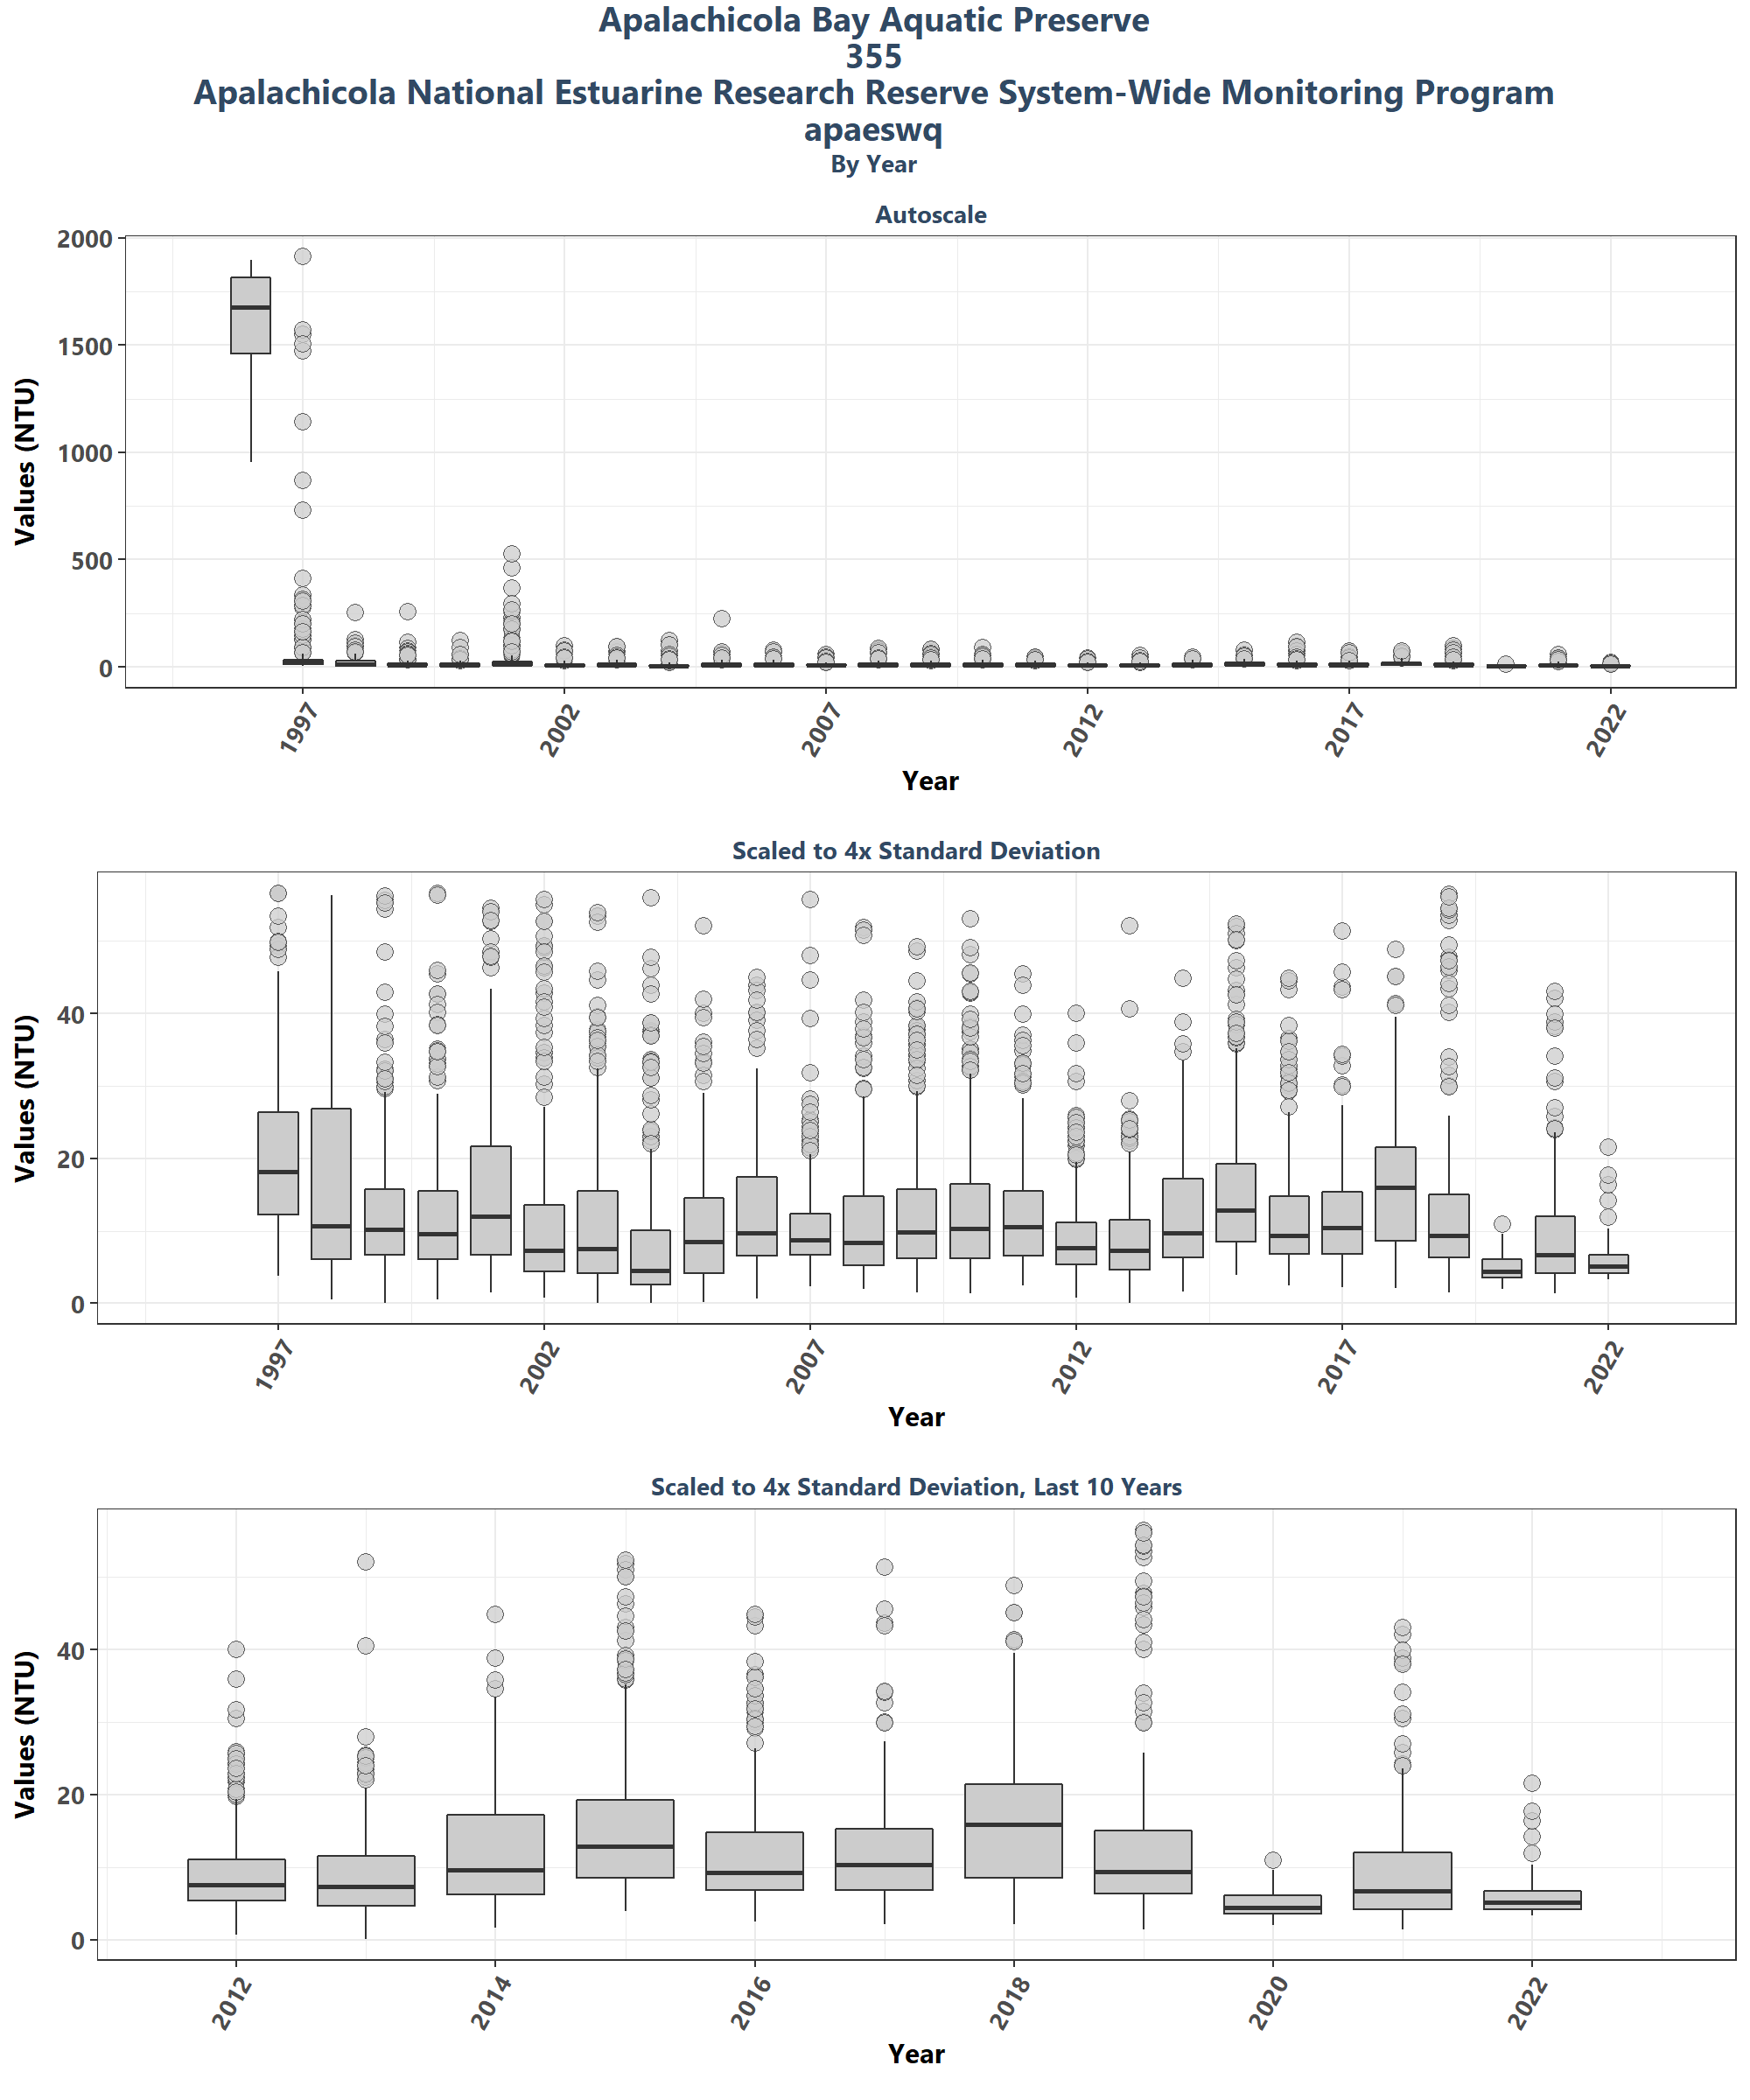 Apalachicola Bay Aquatic Preserve
355
Apalachicola National Estuarine Research Reserve System-Wide Monitoring Program
apaeswq
By Year
Autoscale
Values (NTU)
2000
1500
1000
500
0
1997 2002 2007 2012 2017 2022
Year
Scaled to 4x Standard Deviation
Values (NTU)
40
20
0
1997 2002 2007 2012 2017 2022
Year
Scaled to 4x Standard Deviation, Last 10 Years
Values (NTU)
40
20
0
2012 2014 2016 2018 2020 2022
Year